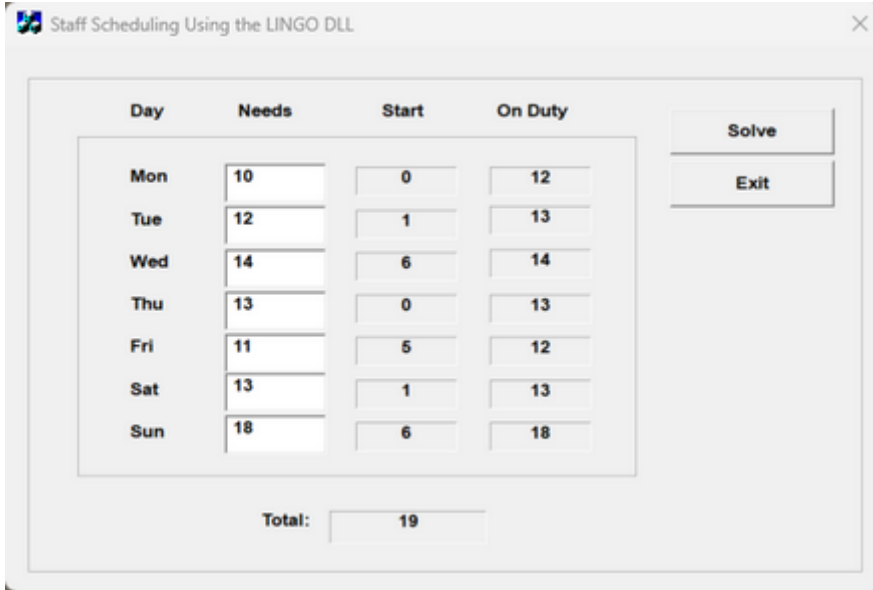 Staff Scheduling Using the LINGO DLL
Day Needs Start On Duty
Solve
Mon 10 0 12
Exit
Tue 12 1 13
Wed 14 6 14
Thu 13 0 13
Fri 11 5 12
Sat 13 1 13
Sun 18 6 18
Total: 19